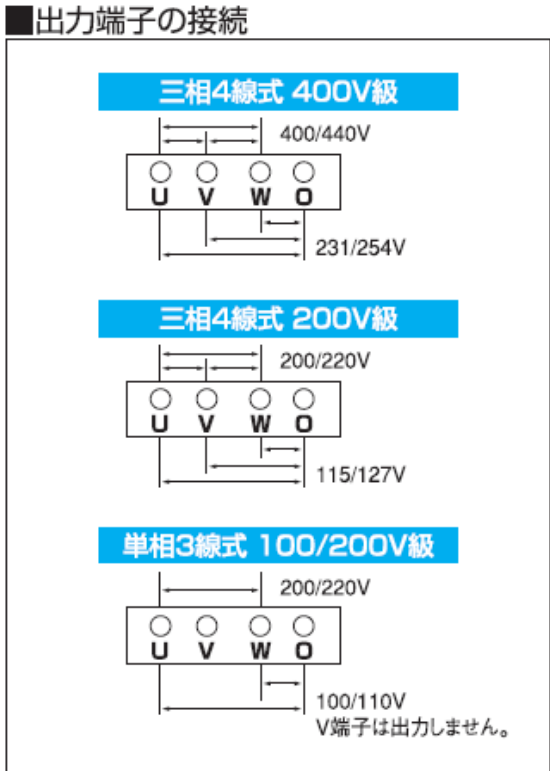 ■出力端子の接続
三相4線式 400V級
400/440V
U V W O
231/254V
三相4線式 200V級
200/220V
U V W O
115/127V
単相3線式 100/200V級
200/220V
U V W O
100/110V
V端子は出力しません。